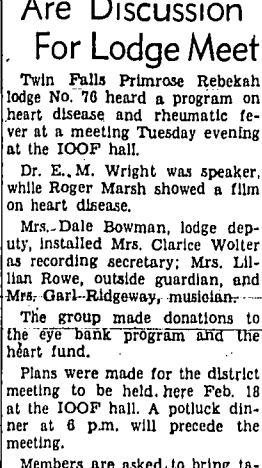 Are Discussion
For Lodge Meet
Twin Falls Primrose Rebekah
lodge No. 76 heard a program on
heart disease and rheumatic fe-
ver at a meeting Tuesday evening
at the IOOF hall.
Dr. E. M. Wright was speaker,
while Roger Marsh showed a film
on heart disease.
Mrs. Dale Bowman, lodge dep-
uty, installed Mrs. Clarice Wolter
as recording secretary; Mrs. Lil-
lian Rowe, outside guardian, and
Mrs. Garl Ridgeway, musician.
The group made donations to
the eye bank program and the
heart fund.
Plans were made for the district
meeting to be held here Feb. 18
at the IOOF hall. A potluck din-
ner at 6 p.m. will precede the
meeting.
Members are asked to bring ta-